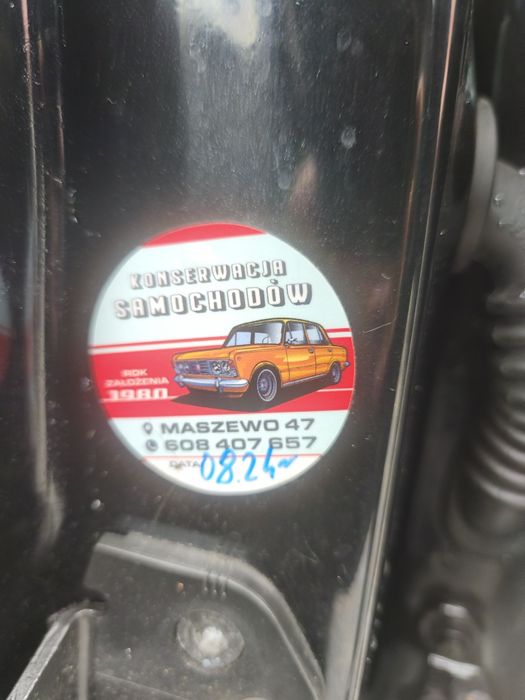 KONSERWACJA
SAMOCHODÓW
ROK
ZAŁOŻENIA
1980
MASZEWO 47
608 407 657
DATA 08.24r